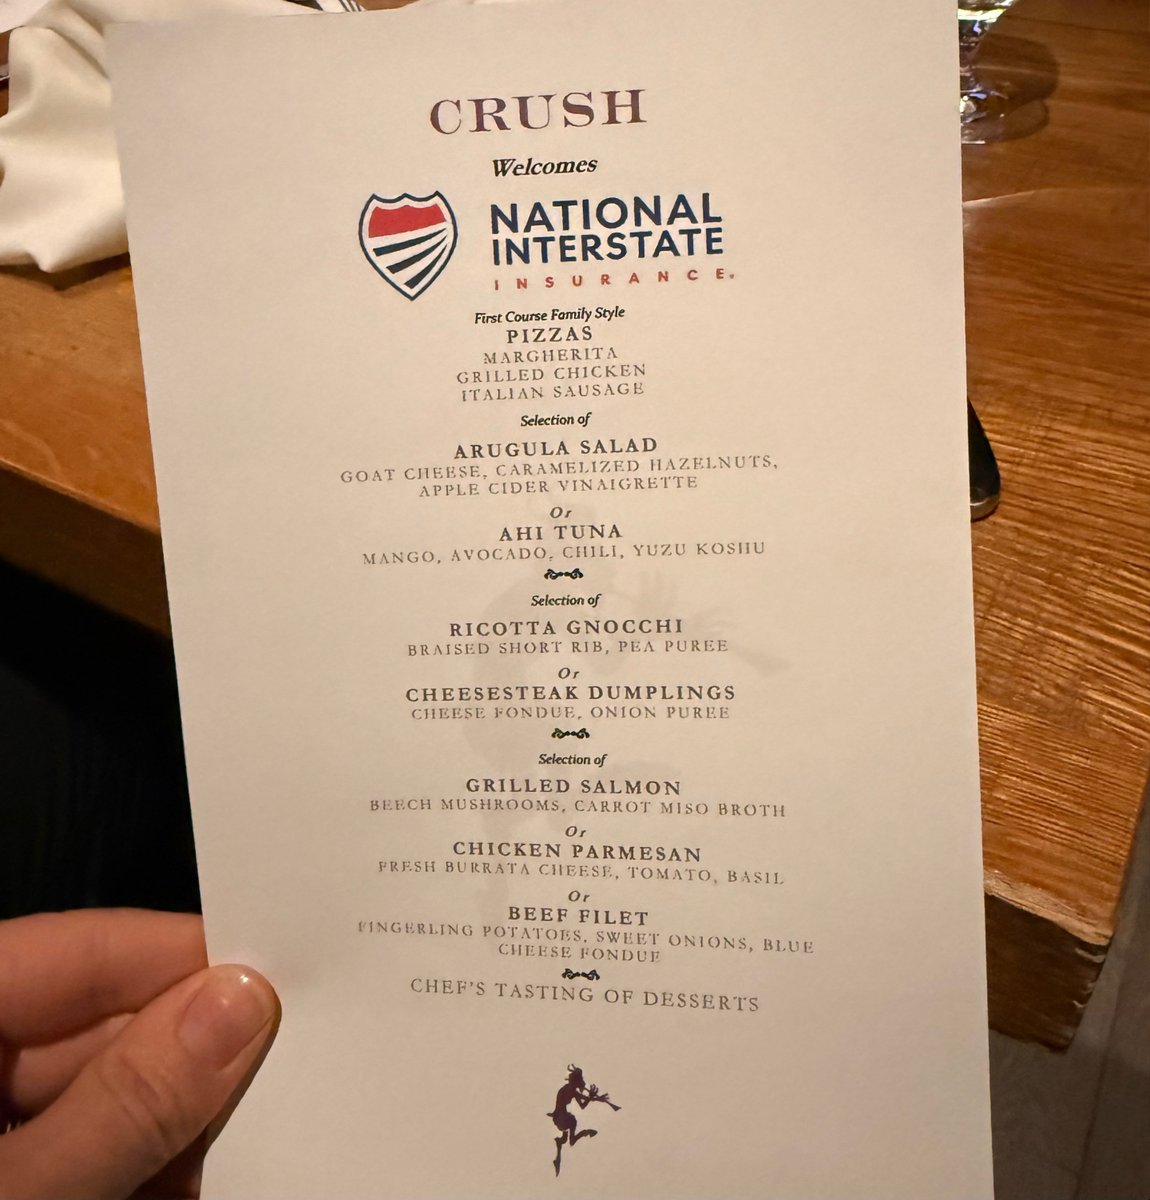 CRUSH
Welcomes
NATIONAL
INTERSTATE
INSURANCE.
First Course Family Style
PIZZAS
MARGHERITA
GRILLED CHICKEN
ITALIAN SAUSAGE
Selection of
ARUGULA SALAD
GOAT CHEESE, CARAMELIZED HAZELNUTS,
APPLE CIDER VINAIGRETTE
Or
AHI TUNA
MANGO, AVOCADO, CHILI, YUZU KOSHU
Selection of
RICOTTA GNOCCHI
BRAISED SHORT RIB, PEA PUREE
Or
CHEESESTEAK DUMPLINGS
CHEESE FONDUE, ONION PUREE
Selection of
GRILLED SALMON
BEECH MUSHROOMS, CARROT MISO BROTH
Or
CHICKEN PARMESAN
FRESH BURRATA CHEESE, TOMATO, BASIL
Or
BEEF FILET
FINGERLING POTATOES, SWEET ONIONS, BLUE
CHEESE FONDUE
CHEF'S TASTING OF DESSERTS